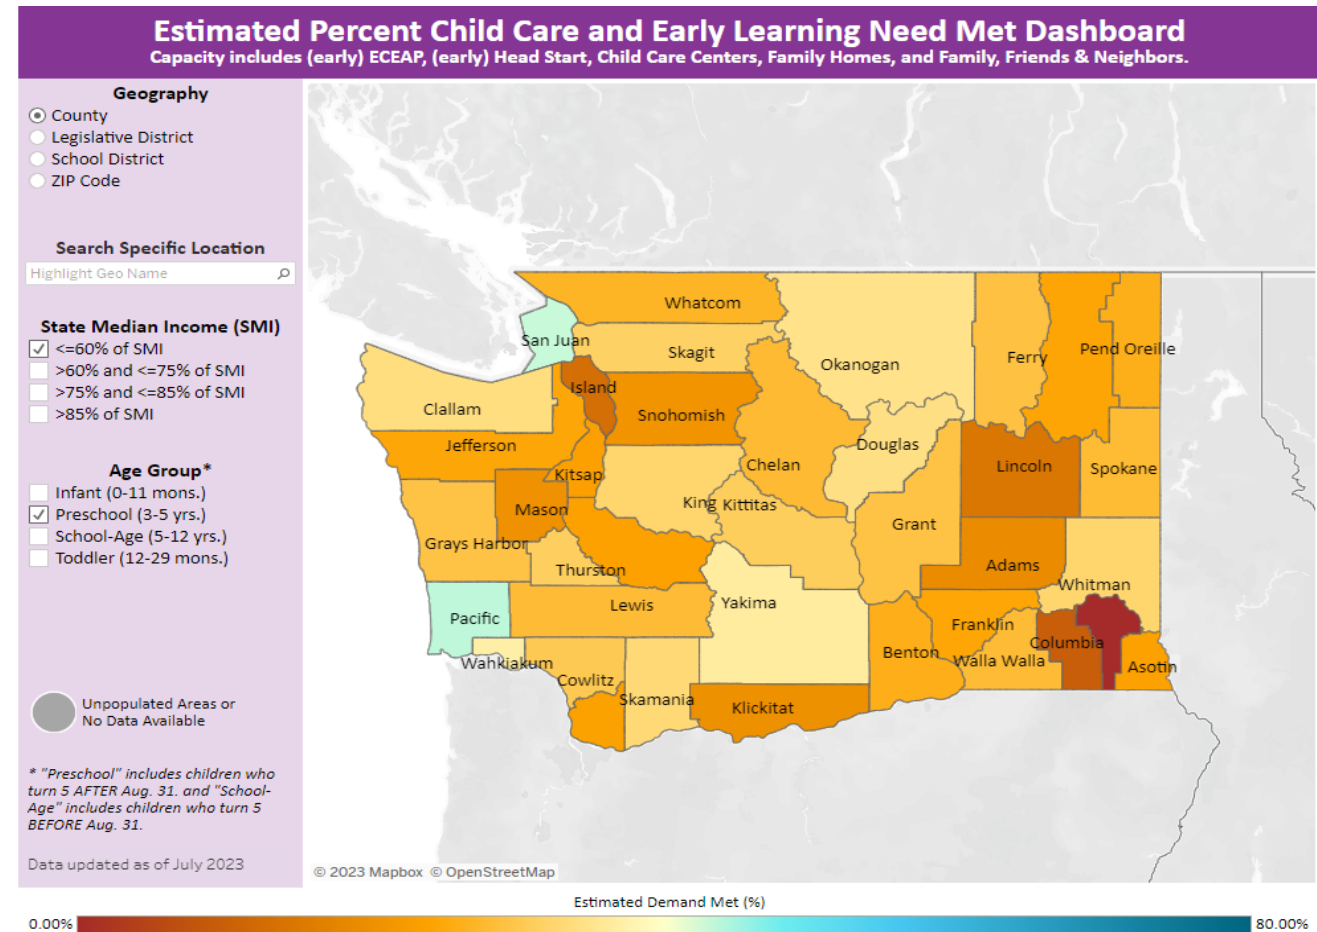 Estimated Percent Child Care and Early Learning Need Met Dashboard
Capacity includes (early) ECEAP, (early) Head Start, Child Care Centers, Family Homes, and Family, Friends & Neighbors.
Geography
County
Legislative District
School District
ZIP Code
Search Specific Location
Highlight Geo Name
State Median Income (SMI)
<=60% of SMI
>60% and <=75% of SMI
>75% and <=85% of SMI
>85% of SMI
Age Group*
Infant (0-11 mons.)
Preschool (3-5 yrs.)
School-Age (5-12 yrs.)
Toddler (12-29 mons.)
Unpopulated Areas or
No Data Available
* "Preschool" includes children who
turn 5 AFTER Aug. 31. and "School-
Age" includes children who turn 5
BEFORE Aug. 31.
Data updated as of July 2023
Whatcom
San Juan
Skagit
Okanogan
Ferry
Pend Oreille
Island
Clallam
Snohomish
Jefferson
Douglas
Chelan
Lincoln
Spokane
Kitsap
King
Kittitas
Mason
Grant
Grays Harbor
Thurston
Adams
Whitman
Pacific
Lewis
Yakima
Franklin
Columbia
Wahkiakum
Benton
Walla Walla
Asotin
Cowlitz
Skamania
Klickitat
© 2023 Mapbox © OpenStreetMap
Estimated Demand Met (%)
0.00%
80.00%